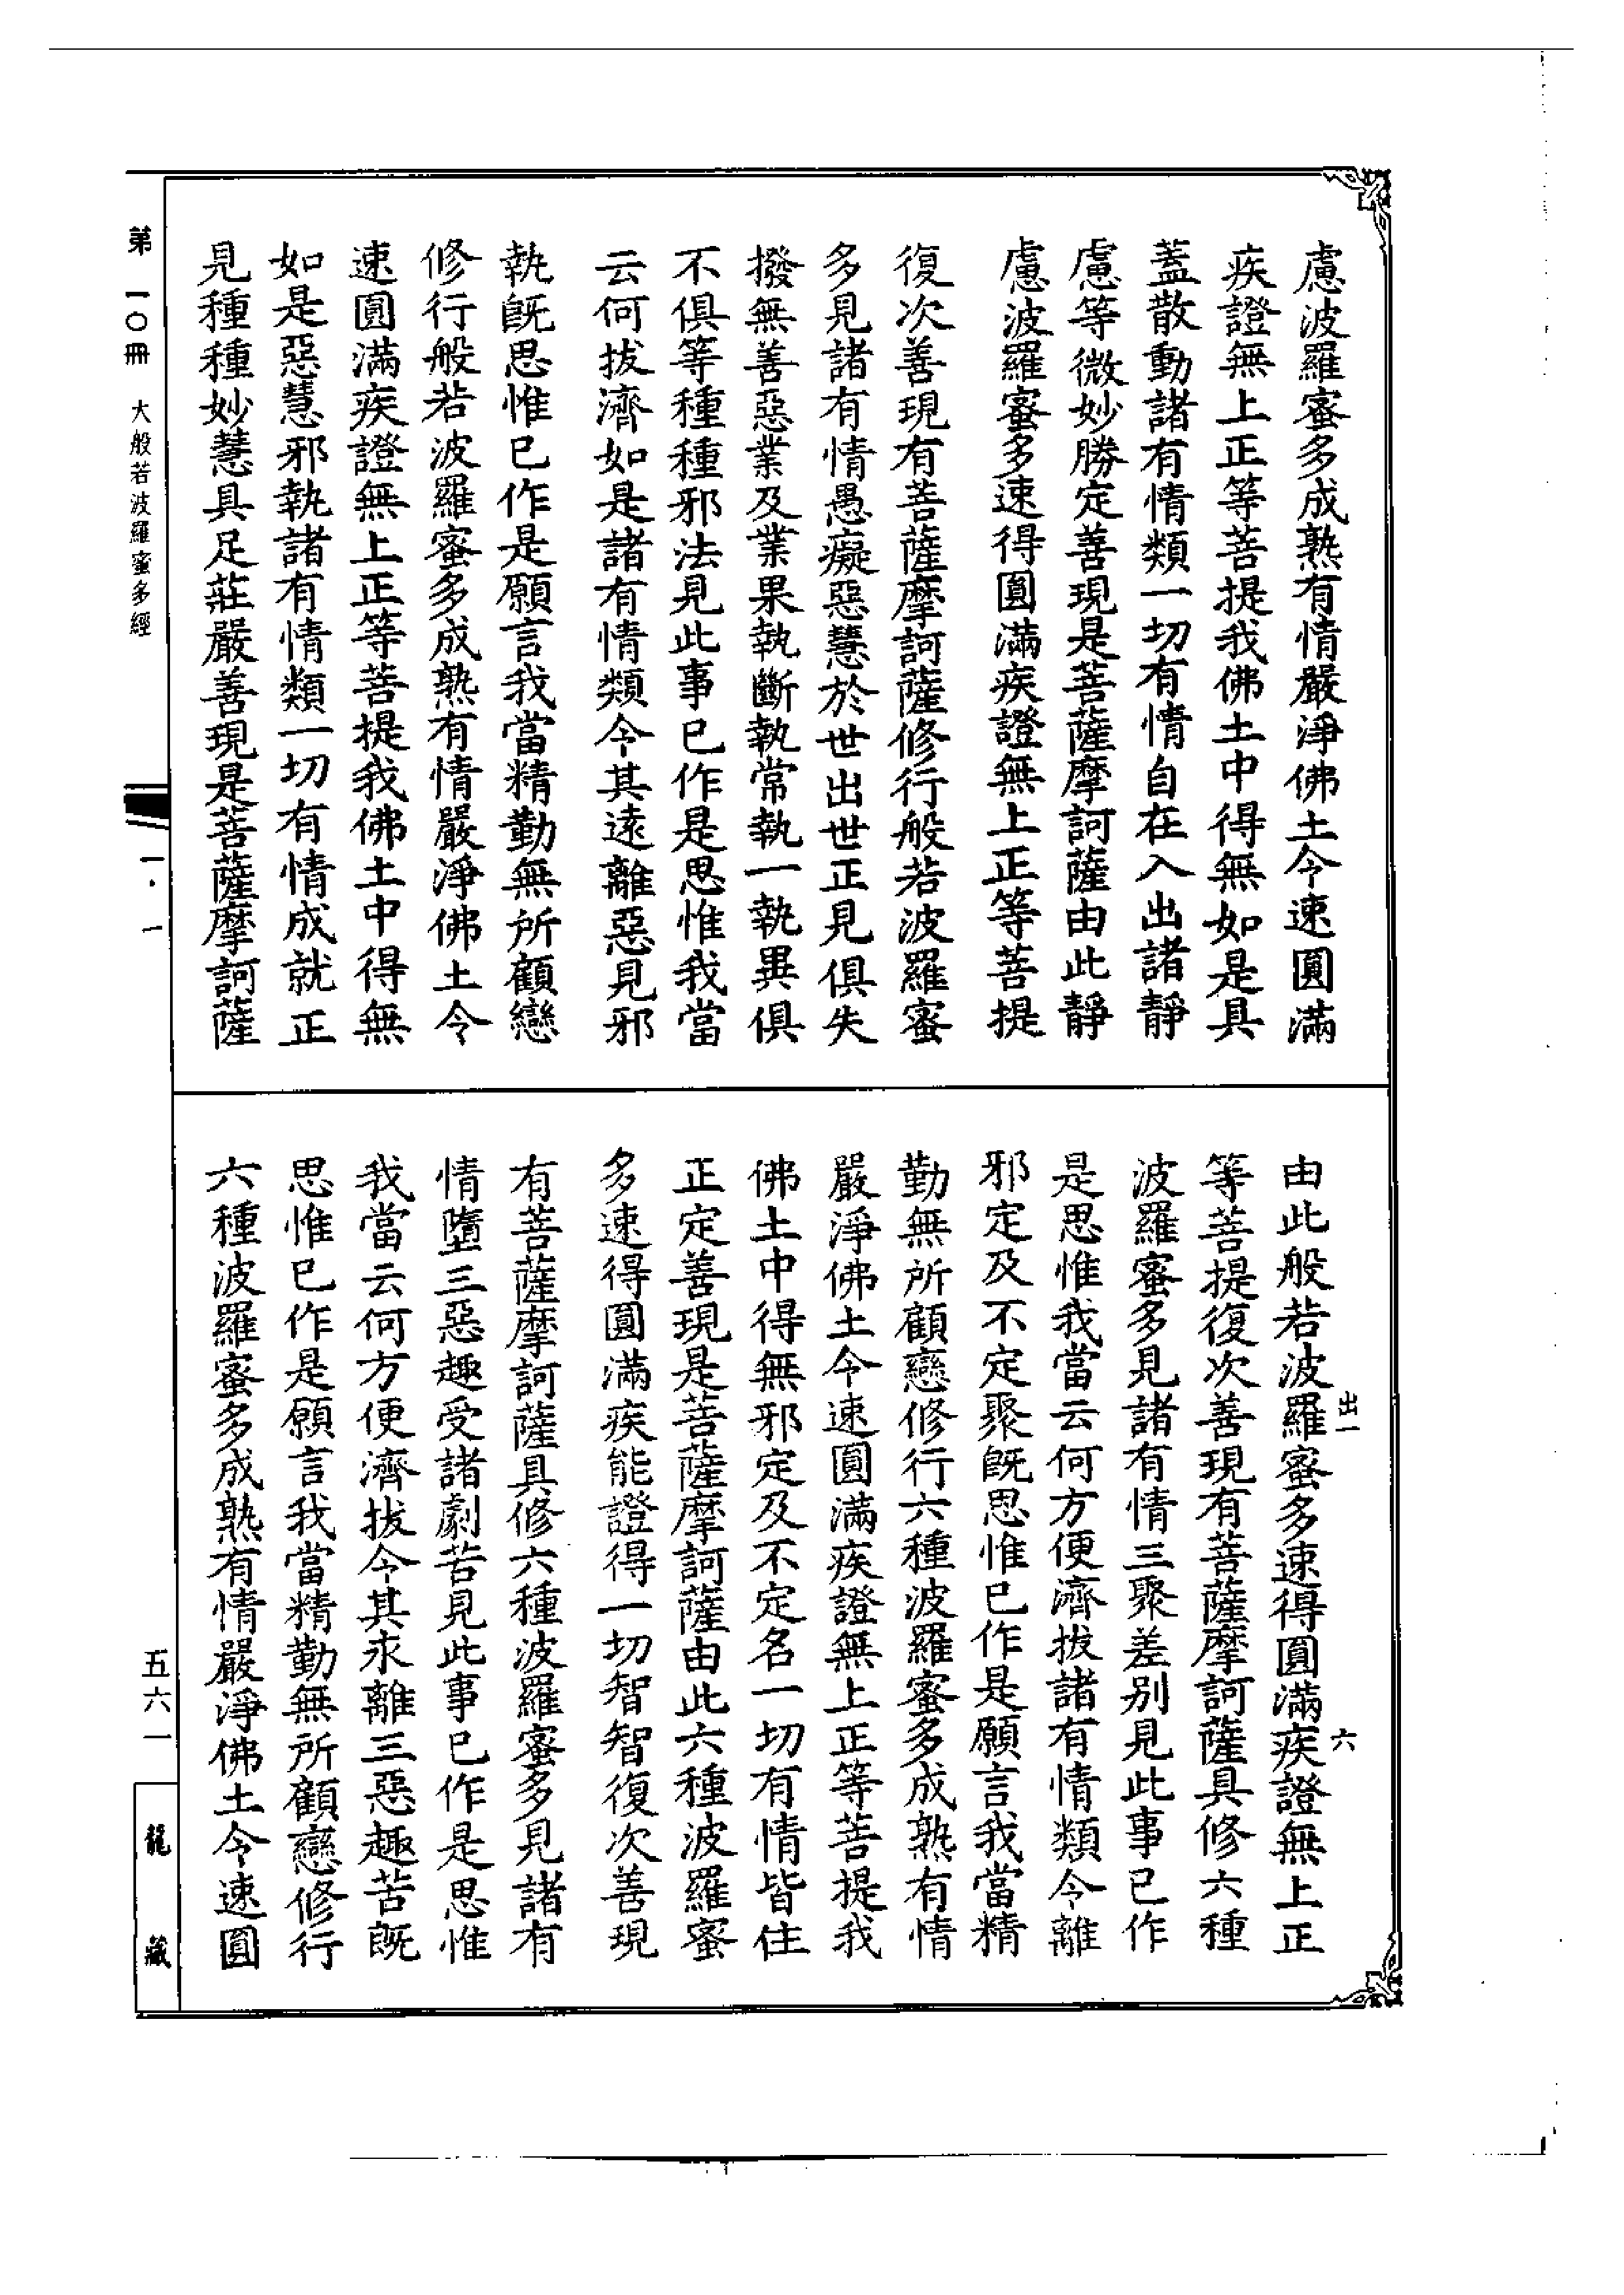 慮波羅蜜多成熟有情嚴淨佛土令速圓滿
疾證無上正等菩提我佛土中得無如是具
蓋散動諸有情類一切有情自在入出諸靜
慮等微妙勝定善現是菩薩摩訶薩由此靜
慮波羅蜜多速得圓滿疾證無上正等菩提
復次善現有菩薩摩訶薩修行般若波羅蜜
多見諸有情愚癡惡慧於世出世正見俱失
撥無善惡業及業果執斷執常執一執異俱
不俱等種種邪法見此事已作是思惟我當
云何拔濟如是諸有情類令其遠離惡見邪
執既思惟已作是願言我當精勤無所顧戀
修行般若波羅蜜多成熟有情嚴淨佛土令
速圓滿疾證無上正等菩提我佛土中得無
如是惡慧邪執諸有情類一切有情成就正
見種種妙慧具足莊嚴善現是菩薩摩訶薩
由此般若波羅蜜多速得圓滿疾證無上正
等菩提復次善現有菩薩摩訶薩具修六種
波羅蜜多見諸有情三聚差別見此事已作
是思惟我當云何方便濟拔諸有情類令離
邪定及不定聚既思惟已作是願言我當精
勤無所顧戀修行六種波羅蜜多成熟有情
嚴淨佛土令速圓滿疾證無上正等菩提我
佛土中得無邪定及不定名一切有情皆住
正定善現是菩薩摩訶薩由此六種波羅蜜
多速得圓滿疾能證得一切智智復次善現
有菩薩摩訶薩具修六種波羅蜜多見諸有
情墮三惡趣受諸劇苦見此事已作是思惟
我當云何方便濟拔令其永離三惡趣苦既
思惟已作是願言我當精勤無所顧戀修行
六種波羅蜜多成熟有情嚴淨佛土令速圓
出一
六
第一〇冊 大般若波羅蜜多經
一·一
五六一
龍藏